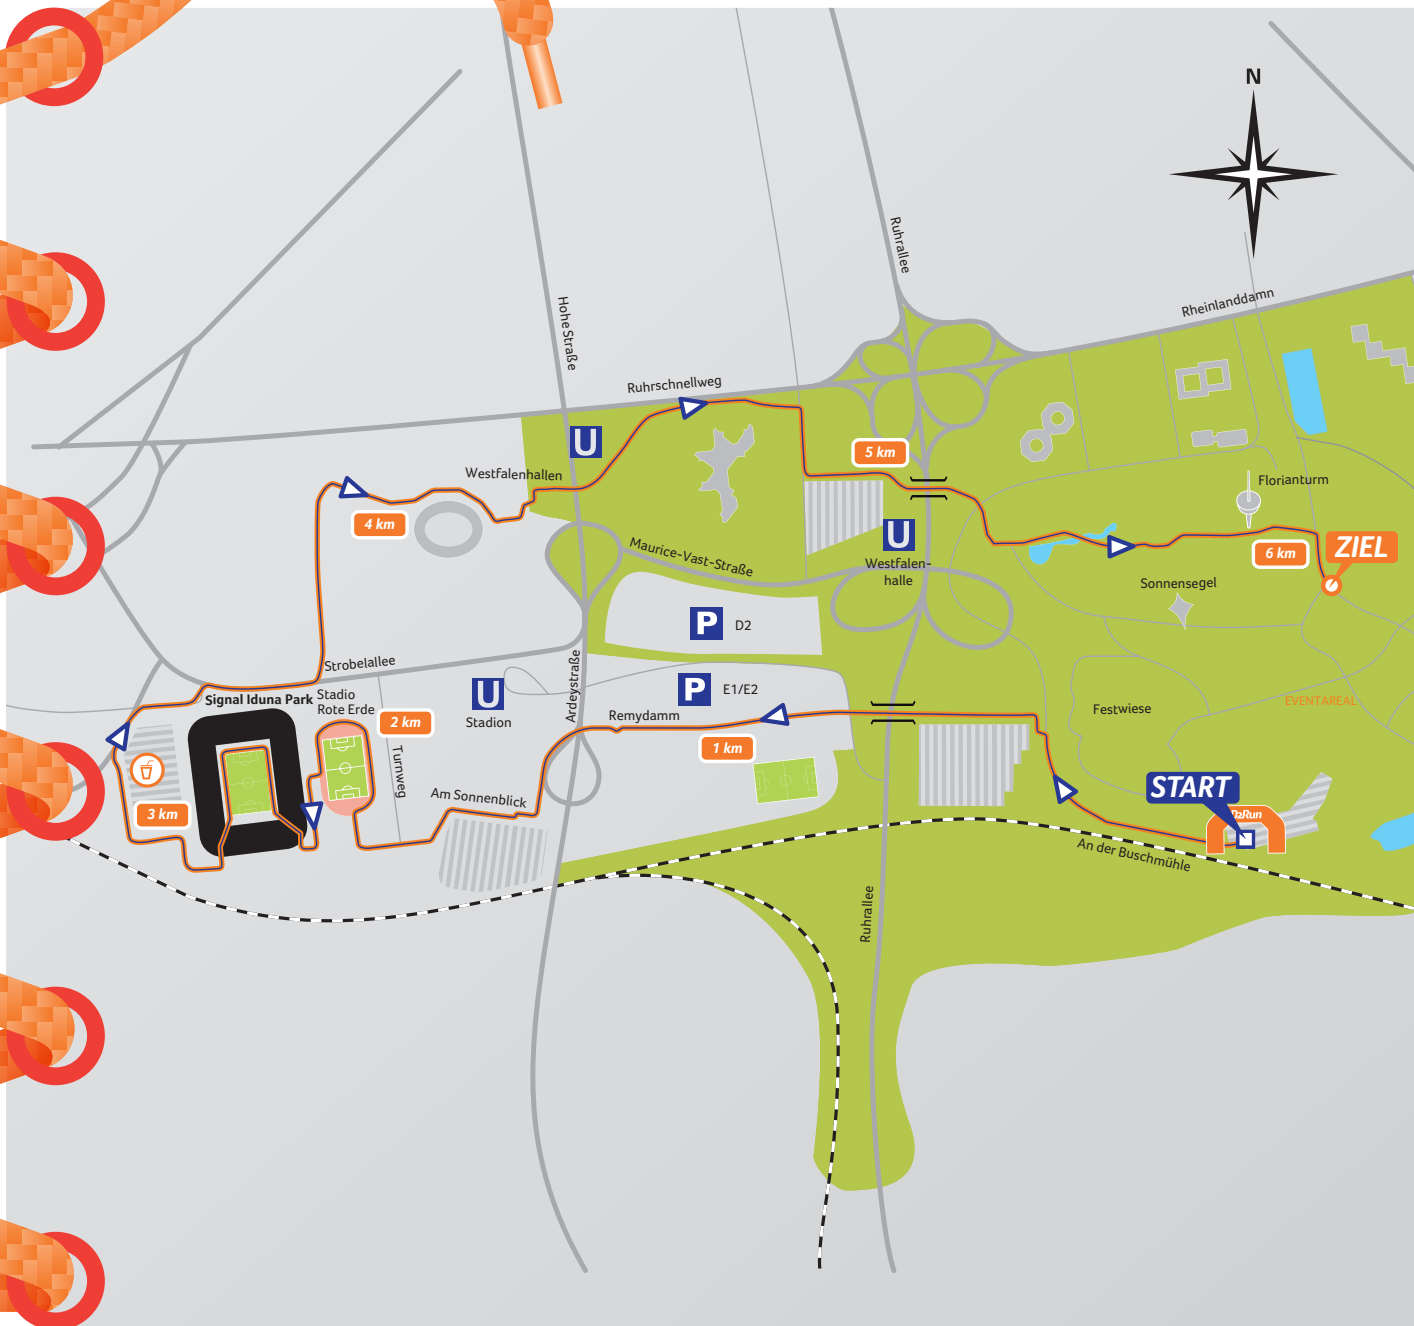 N
Ruhrallee
Rheinlanddamn
Hohe Straße
Ruhrschnellweg
U
5 km
Westfalenhallen
Florianturm
4 km
U
Westfalen-
halle
Maurice-Vast-Straße
6 km
ZIEL
Sonnensegel
P
D2
Strobelallee
Ardeystraße
Signal Iduna Park
Stadio
Rote Erde
U
Stadion
P
E1/E2
EVENTAREAL
2 km
Remydamm
Festwiese
1 km
Turnweg
3 km
Am Sonnenblick
START
B2Run
An der Buschmühle
Ruhrallee